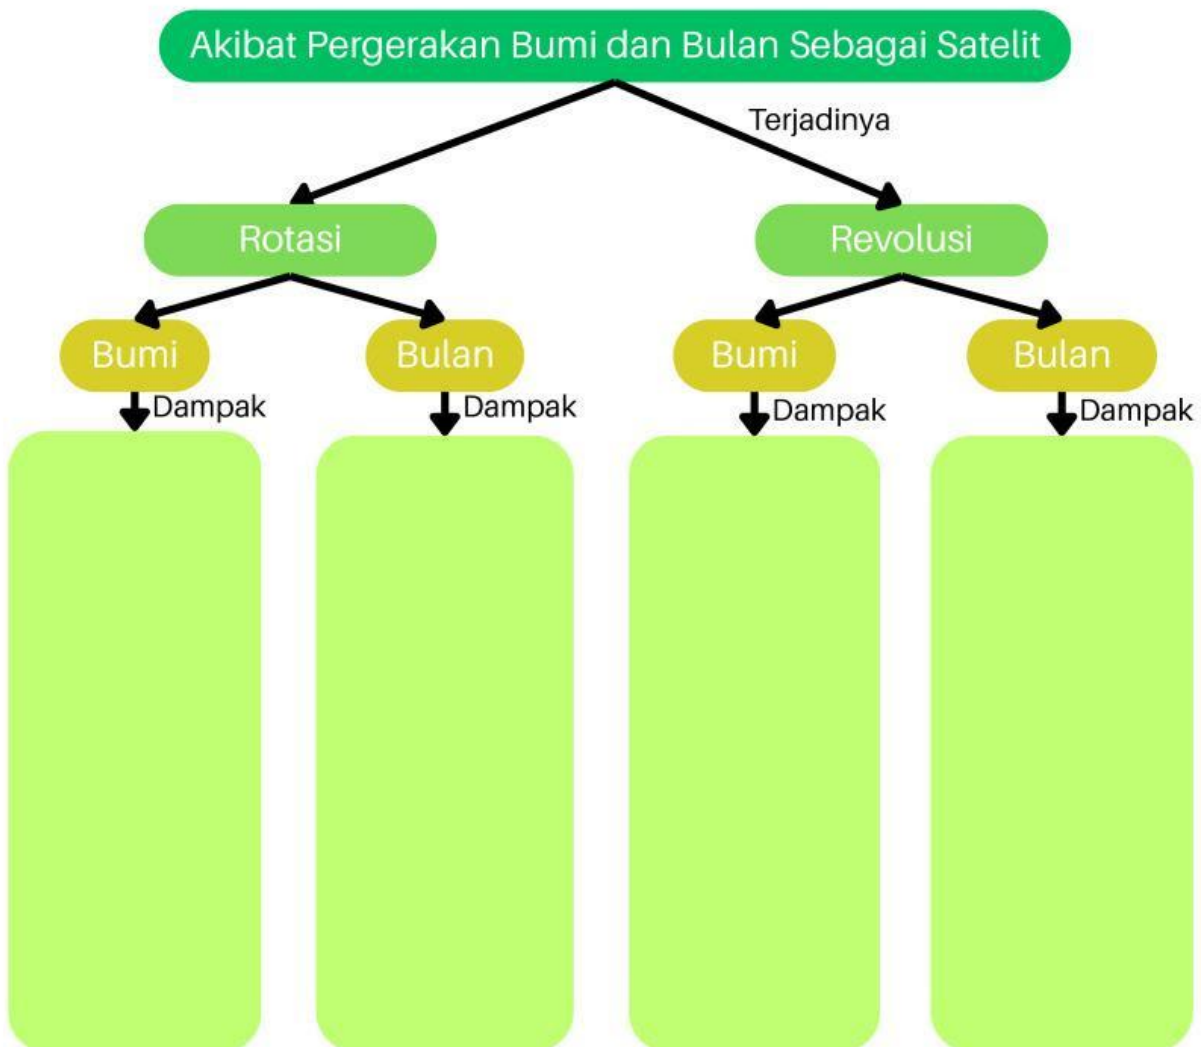 Akibat Pergerakan Bumi dan Bulan Sebagai Satelit
Terjadinya
Rotasi
Revolusi
Bumi
Bulan
Bumi
Bulan
Dampak
Dampak
Dampak
Dampak